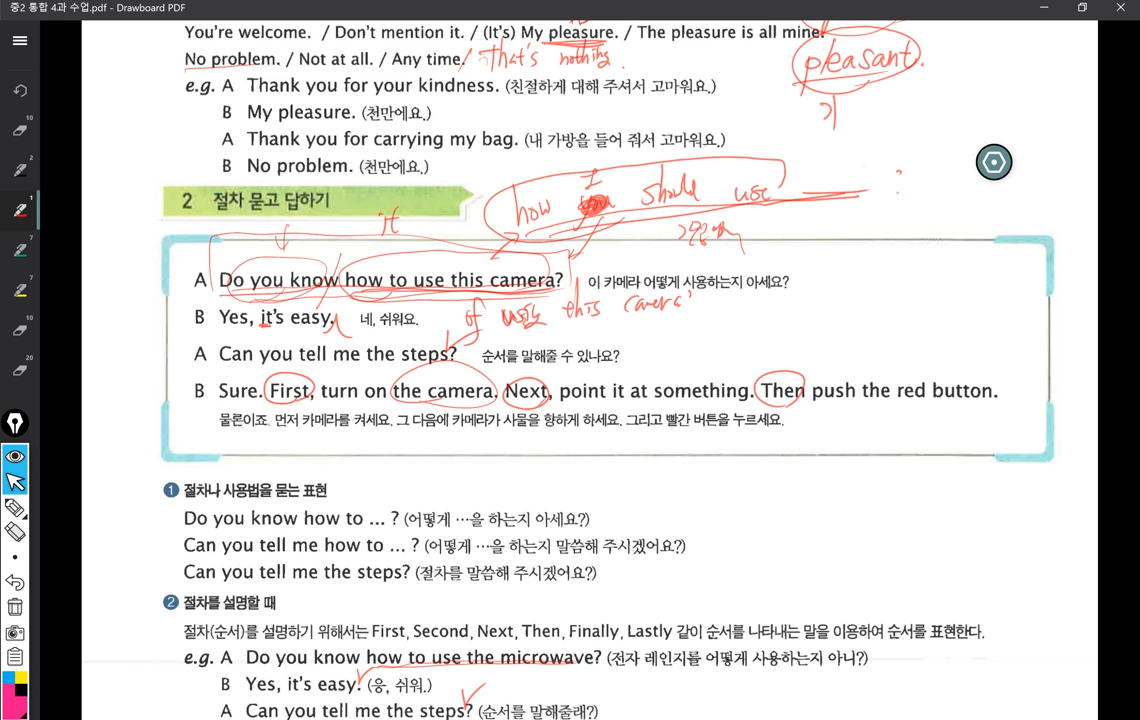 중2 통합 4과 수업.pdf - Drawboard PDF
You're welcome. / Don't mention it. / (It's) My pleasure. / The pleasure is all mine.
No problem. / Not at all. / Any time. / That's nothing.
pleasant.
e.g. A Thank you for your kindness. (친절하게 대해 주셔서 고마워요.)
B My pleasure. (천만에요.)
A Thank you for carrying my bag. (내 가방을 들어 줘서 고마워요.)
B No problem. (천만에요.)
2 절차 묻고 답하기
how I should use ?
it
A Do you know how to use this camera? 이 카메라 어떻게 사용하는지 아세요?
B Yes, it's easy. 네, 쉬워요.
of using this camera
A Can you tell me the steps? 순서를 말해줄 수 있나요?
B Sure. First, turn on the camera. Next, point it at something. Then push the red button.
물론이죠. 먼저 카메라를 켜세요. 그 다음에 카메라가 사물을 향하게 하세요. 그리고 빨간 버튼을 누르세요.
1 절차나 사용법을 묻는 표현
Do you know how to ... ? (어떻게 …을 하는지 아세요?)
Can you tell me how to ... ? (어떻게 …을 하는지 말씀해 주시겠어요?)
Can you tell me the steps? (절차를 말씀해 주시겠어요?)
2 절차를 설명할 때
절차(순서)를 설명하기 위해서는 First, Second, Next, Then, Finally, Lastly 같이 순서를 나타내는 말을 이용하여 순서를 표현한다.
e.g. A Do you know how to use the microwave? (전자 레인지를 어떻게 사용하는지 아니?)
B Yes, it's easy. (응, 쉬워.)
A Can you tell me the steps? (순서를 말해줄래?)
10
2
1
7
7
10
20